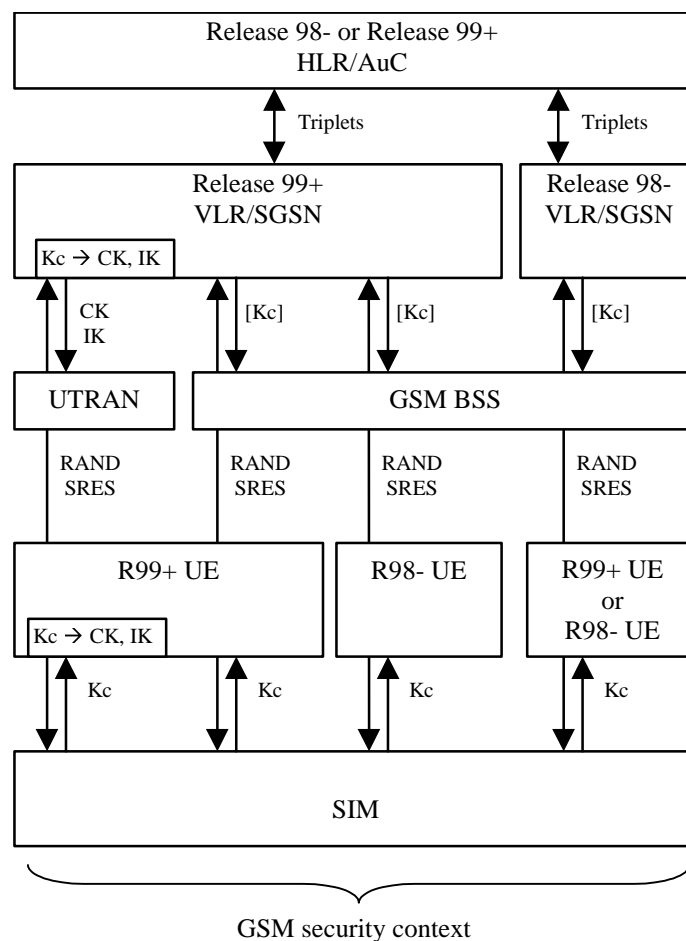 Release 98- or Release 99+
HLR/AuC
Triplets
Triplets
Release 99+
VLR/SGSN
Release 98-
VLR/SGSN
Kc → CK, IK
CK
IK
[Kc]
[Kc]
[Kc]
UTRAN
GSM BSS
RAND
SRES
RAND
SRES
RAND
SRES
RAND
SRES
R99+ UE
R98- UE
R99+ UE
or
R98- UE
Kc → CK, IK
Kc
Kc
Kc
Kc
SIM
GSM security context